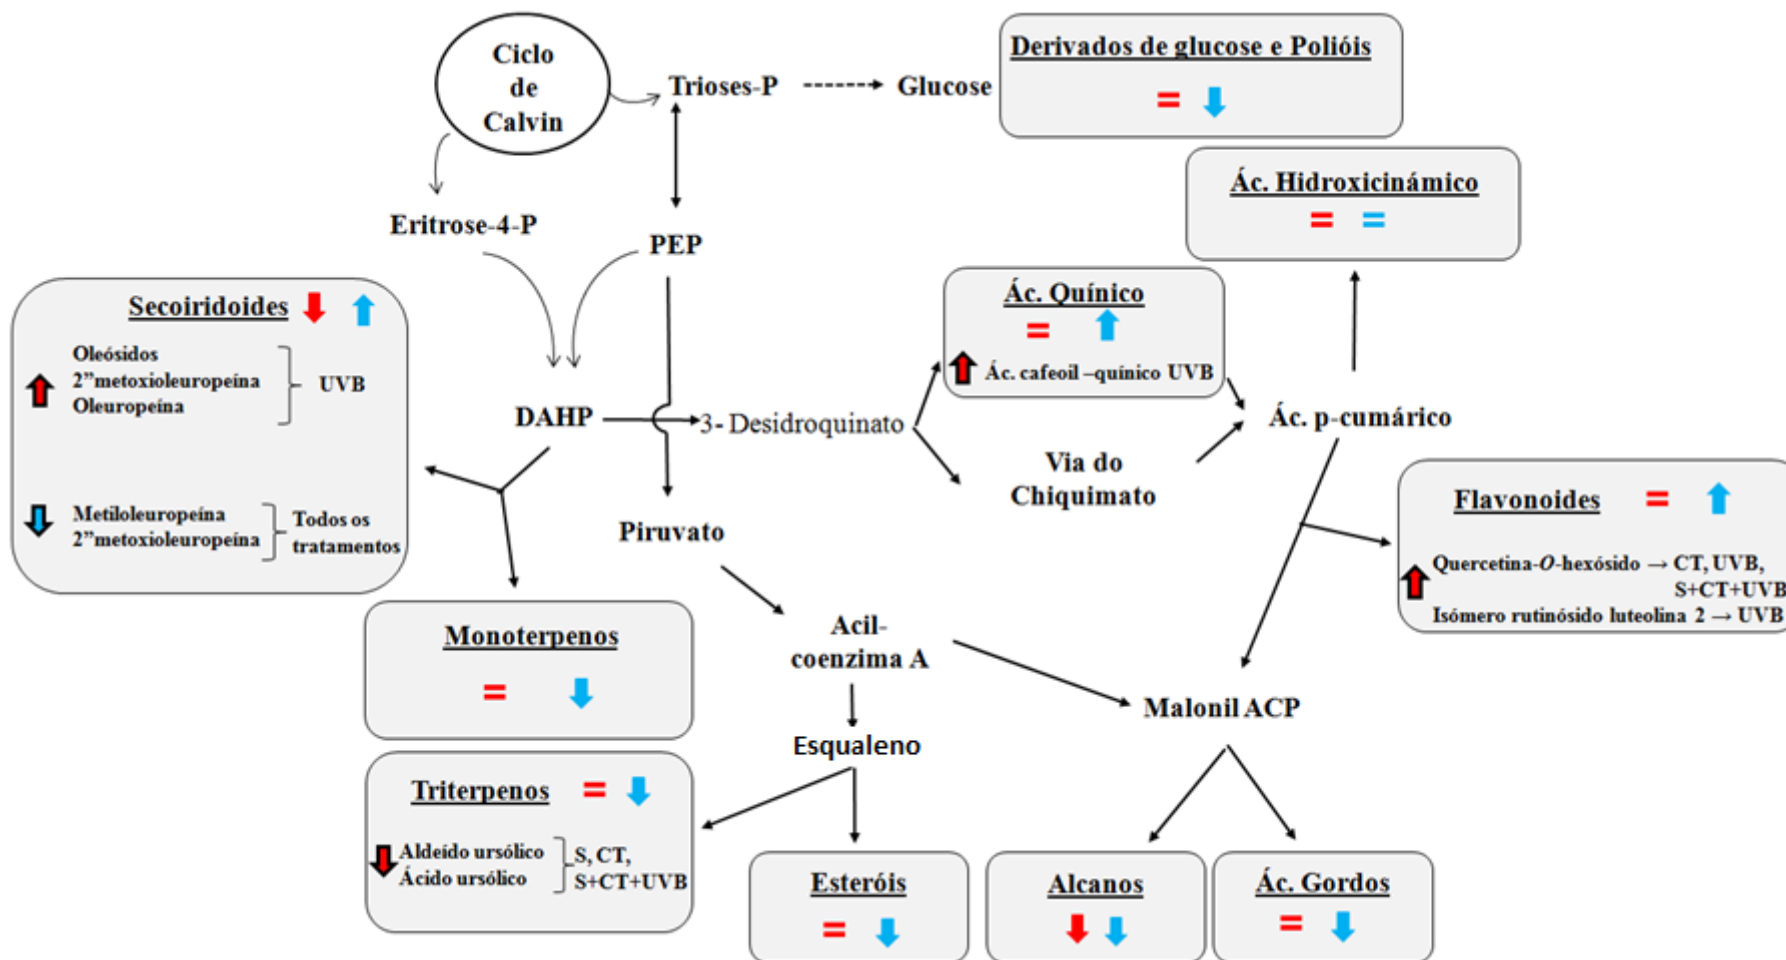 Ciclo
de
Calvin
Trioses-P
Glucose
Derivados de glucose e Polióis
=
Ác. Hidroxicinámico
= =
Eritrose-4-P
PEP
Secoiridoides
Oleósidos
2”metoxioleuropeína
Oleuropeína
UVB
Metiloleuropeína
2”metoxioleuropeína
Todos os
tratamentos
Ác. Quínico
=
Ác. cafeoil –quínico UVB
DAHP
3- Desidroquinato
Ác. p-cumárico
Via do
Chiquimato
Flavonoides =
Quercetina-O-hexósido → CT, UVB,
S+CT+UVB
Isómero rutinósido luteolina 2 → UVB
Piruvato
Monoterpenos
=
Acil-
coenzima A
Malonil ACP
Esqualeno
Triterpenos =
Aldeído ursólico
Ácido ursólico
S, CT,
S+CT+UVB
Esteróis
=
Alcanos
Ác. Gordos
=